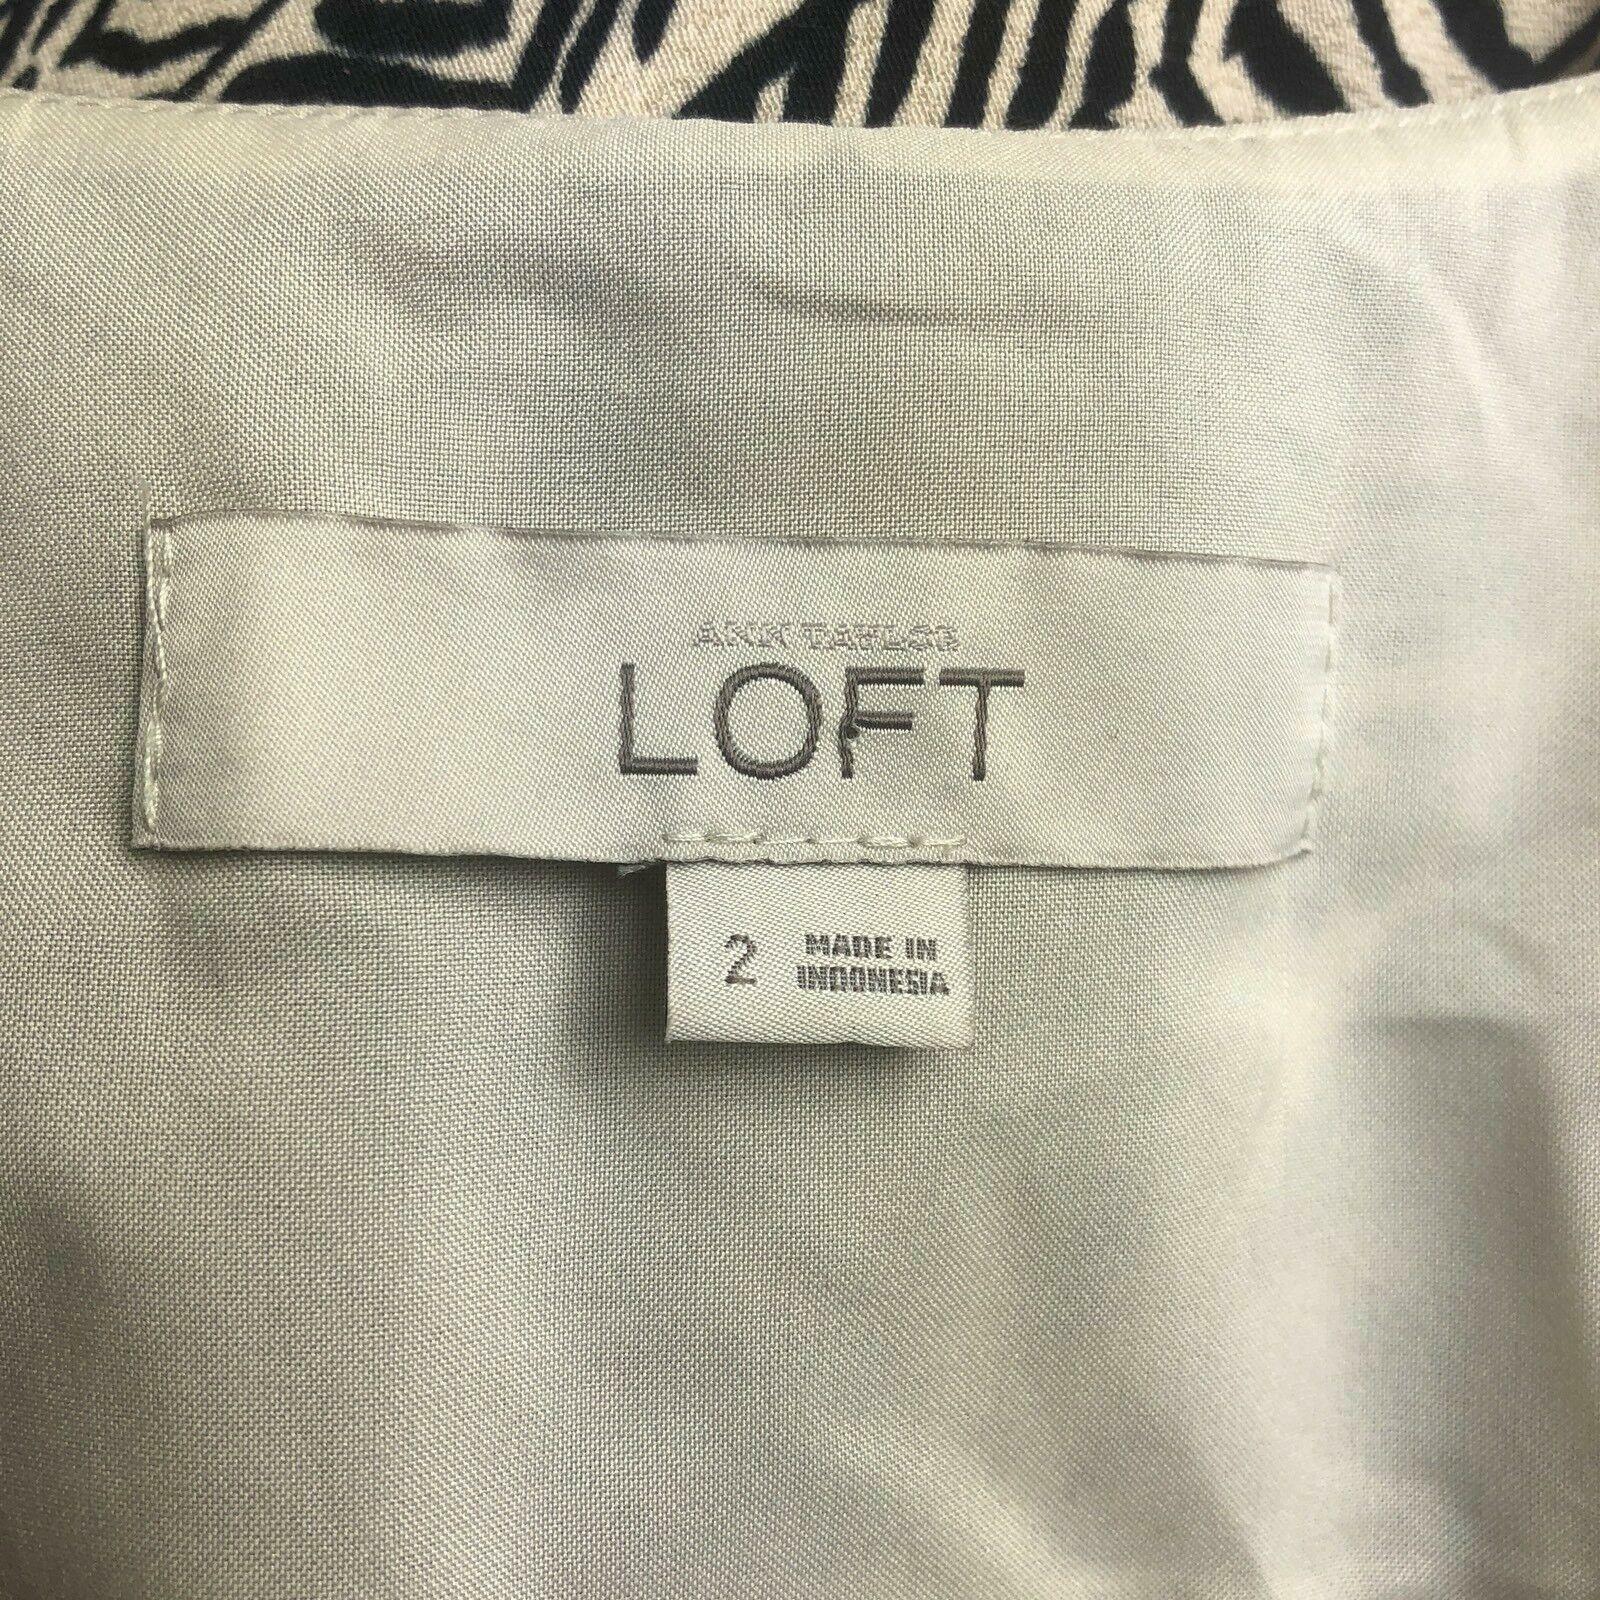 ANN TAYLOR
LOFT
2 MADE IN
INDONESIA